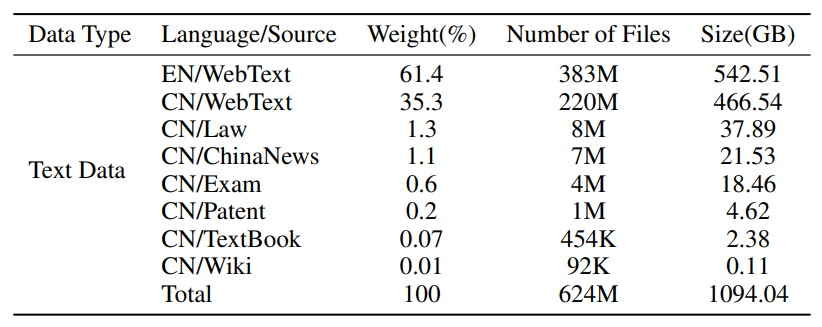 Data Type Language/Source Weight(%) Number of Files Size(GB)
EN/WebText 61.4 383M 542.51
CN/WebText 35.3 220M 466.54
CN/Law 1.3 8M 37.89
CN/ChinaNews 1.1 7M 21.53
Text Data
CN/Exam 0.6 4M 18.46
CN/Patent 0.2 1M 4.62
CN/TextBook 0.07 454K 2.38
CN/Wiki 0.01 92K 0.11
Total 100 624M 1094.04